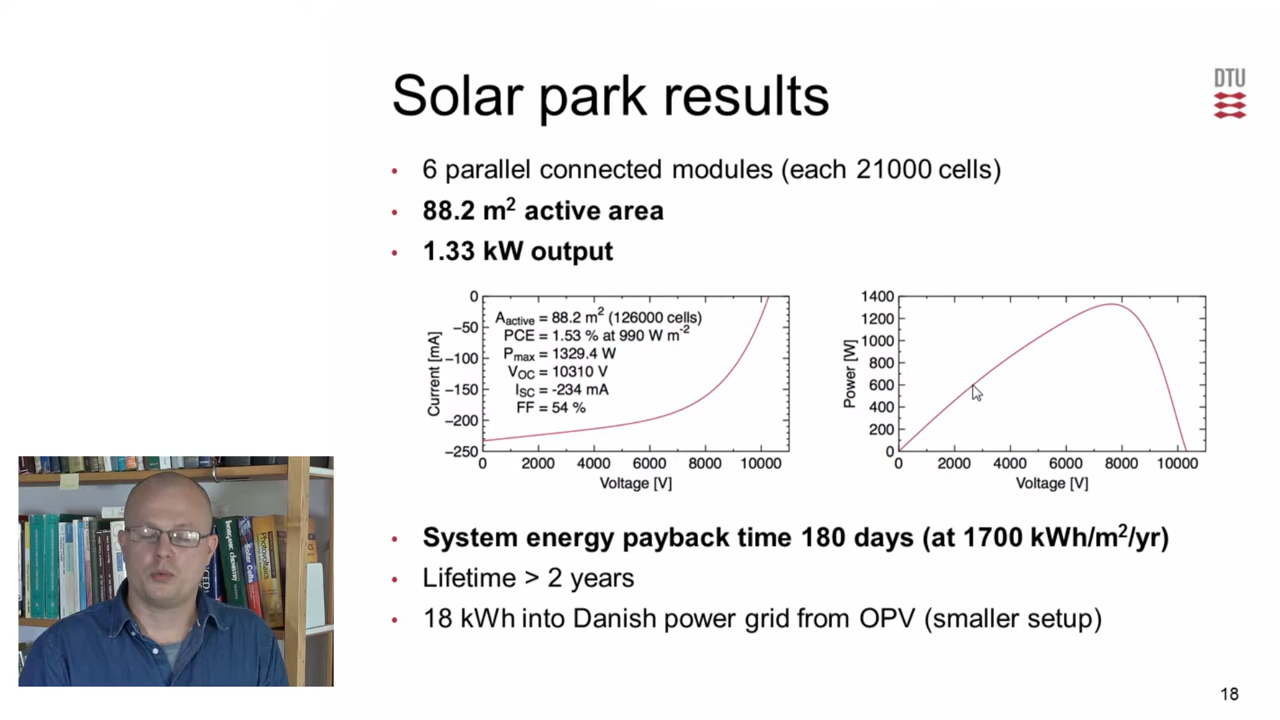 Solar park results
DTU
• 6 parallel connected modules (each 21000 cells)
• 88.2 m² active area
• 1.33 kW output
Current [mA]
0
−50
−100
−150
−200
−250
A_active = 88.2 m² (126000 cells)
PCE = 1.53 % at 990 W m⁻²
P_max = 1329.4 W
V_OC = 10310 V
I_SC = -234 mA
FF = 54 %
0 2000 4000 6000 8000 10000
Voltage [V]
Power [W]
1400
1200
1000
800
600
400
200
0
0 2000 4000 6000 8000 10000
Voltage [V]
• System energy payback time 180 days (at 1700 kWh/m²/yr)
• Lifetime > 2 years
• 18 kWh into Danish power grid from OPV (smaller setup)
Inorganic chemistry
Solar Cells
Photovoltaics
18